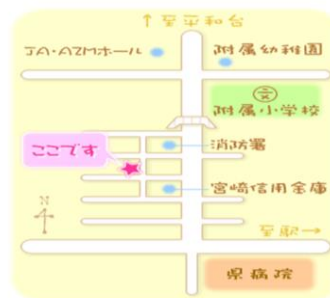 ↑至平和台
JA・AZMホール
附属幼稚園
文
附属小学校
消防署
ここです
宮崎信用金庫
N
至駅→
県病院